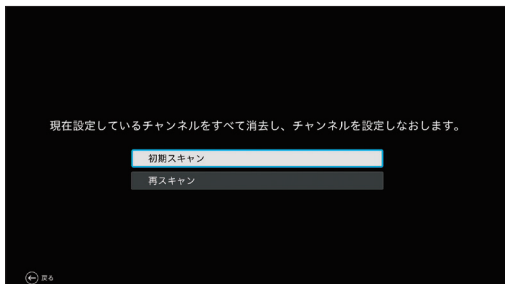 現在設定しているチャンネルをすべて消去し、チャンネルを設定しなおします。
初期スキャン
再スキャン
戻る